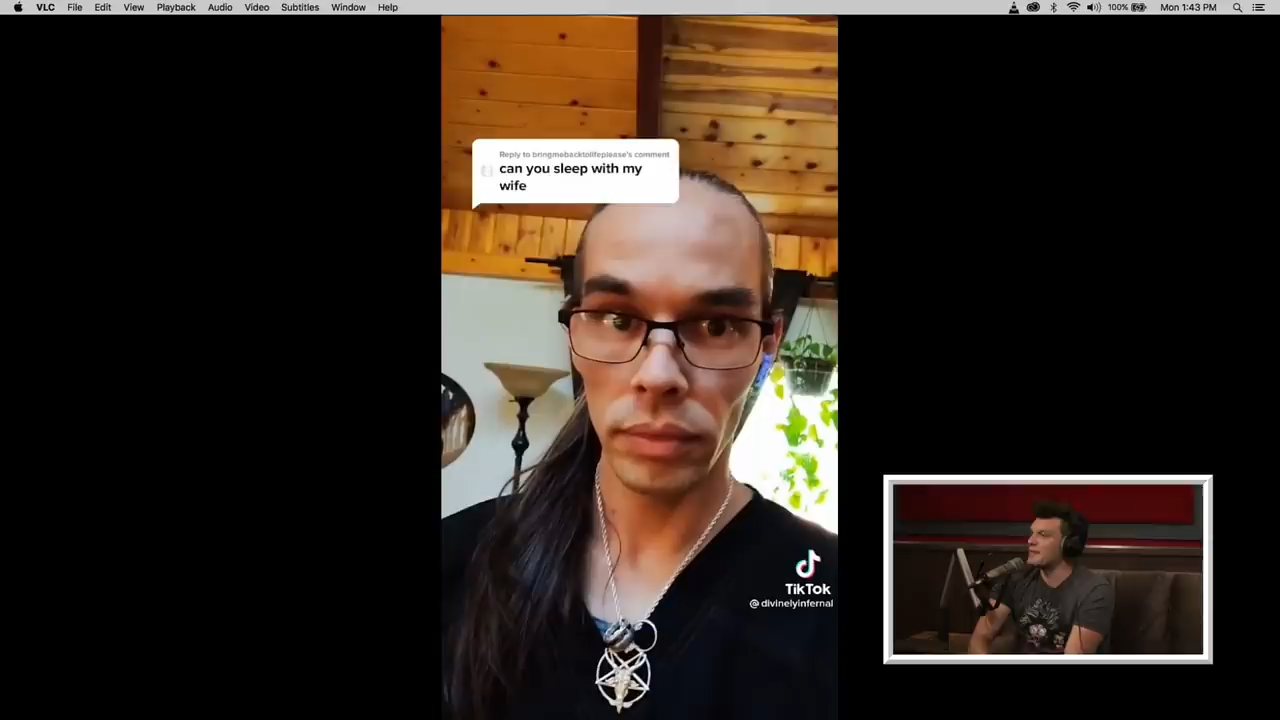 VLC File Edit View Playback Audio Video Subtitles Window Help 100% Mon 1:43 PM
Reply to bringmebacktolifeplease's comment
can you sleep with my
wife
TikTok
@divinelyinfernal